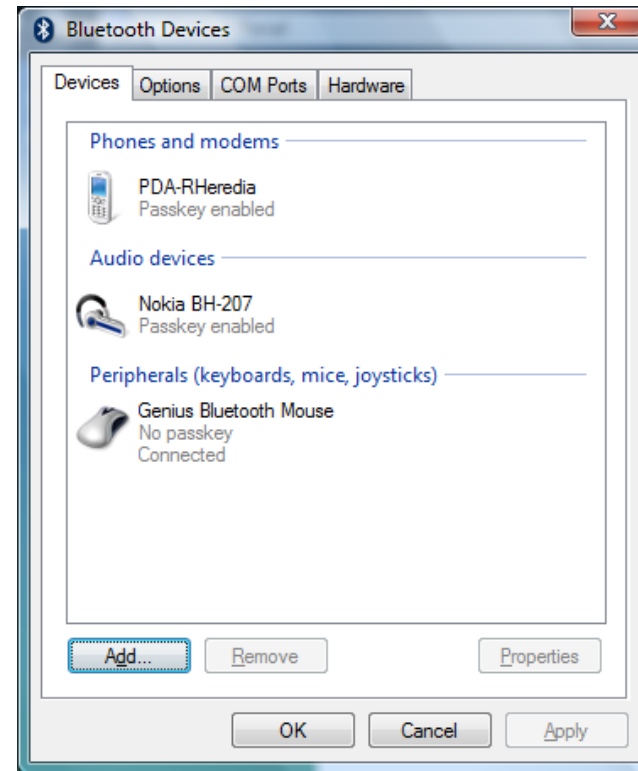 Bluetooth Devices
Devices Options COM Ports Hardware
Phones and modems
PDA-RHeredia
Passkey enabled
Audio devices
Nokia BH-207
Passkey enabled
Peripherals (keyboards, mice, joysticks)
Genius Bluetooth Mouse
No passkey
Connected
Add... Remove Properties
OK Cancel Apply